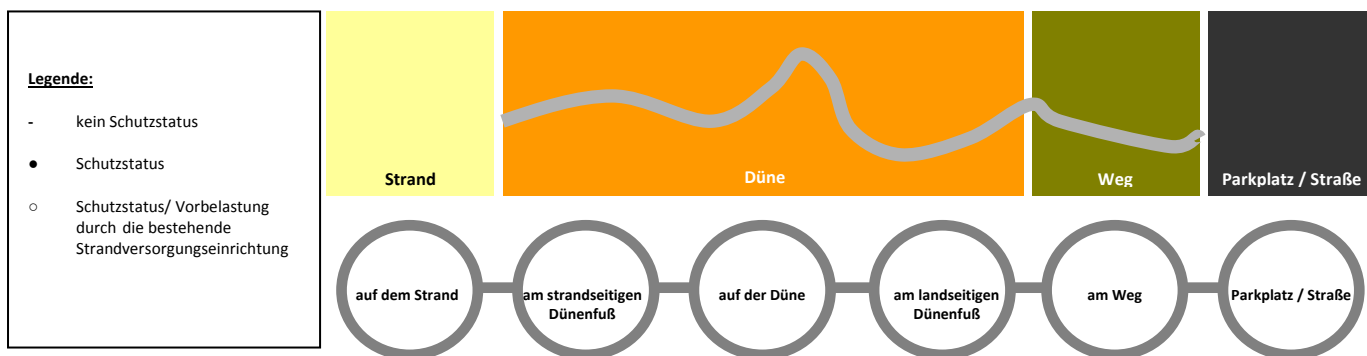 Legende:
- kein Schutzstatus
● Schutzstatus
○ Schutzstatus/ Vorbelastung
durch die bestehende
Strandversorgungseinrichtung
Strand
Düne
Weg
Parkplatz / Straße
auf dem Strand
am strandseitigen
Dünenfuß
auf der Düne
am landseitigen
Dünenfuß
am Weg
Parkplatz / Straße